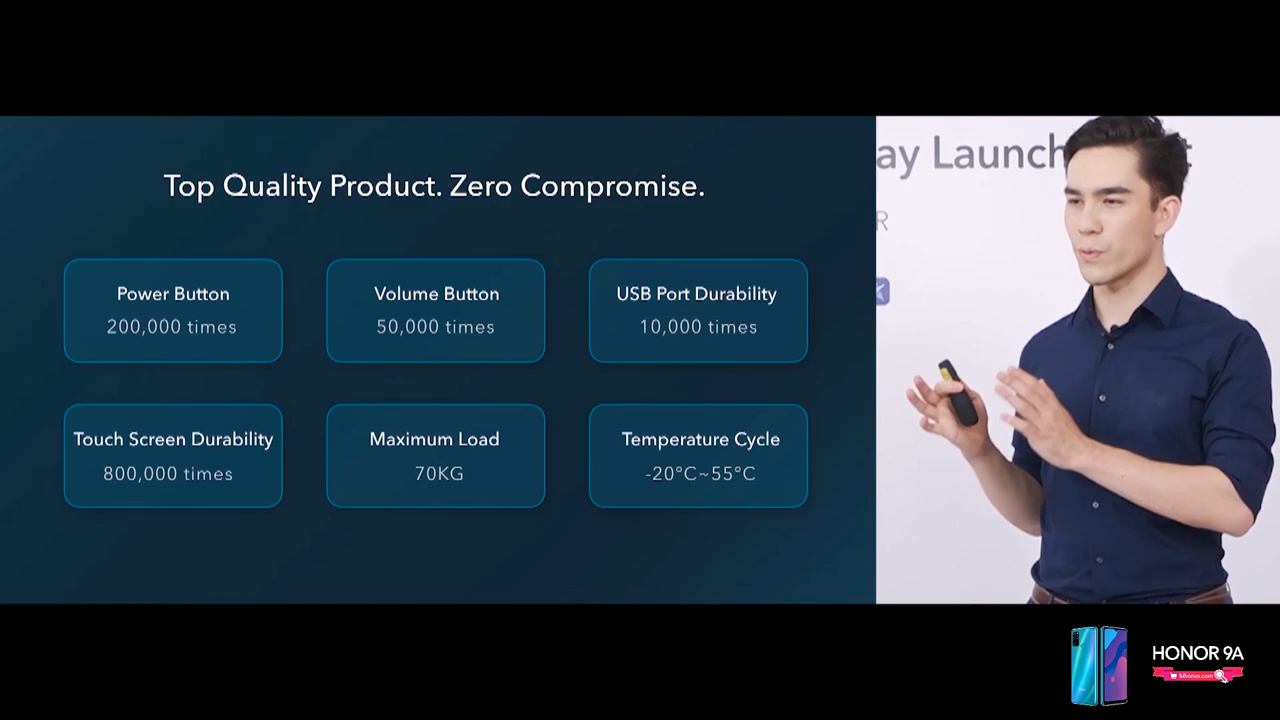 Top Quality Product. Zero Compromise.
Power Button
200,000 times
Volume Button
50,000 times
USB Port Durability
10,000 times
Touch Screen Durability
800,000 times
Maximum Load
70KG
Temperature Cycle
-20°C~55°C
ay Launch t
R
HONOR 9A
hihonor.com